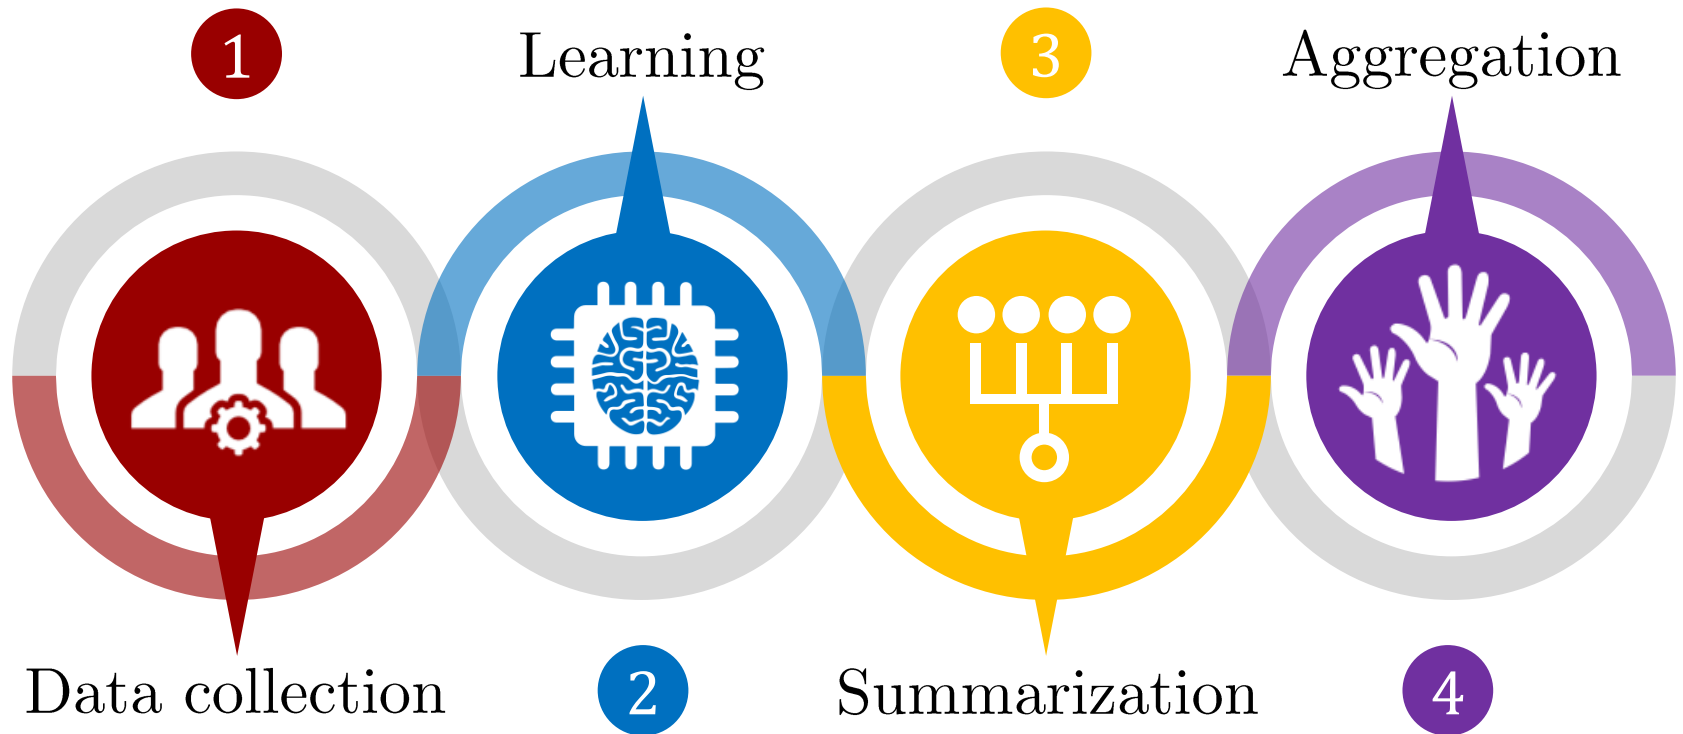 1
Learning
3
Aggregation
Data collection
2
Summarization
4